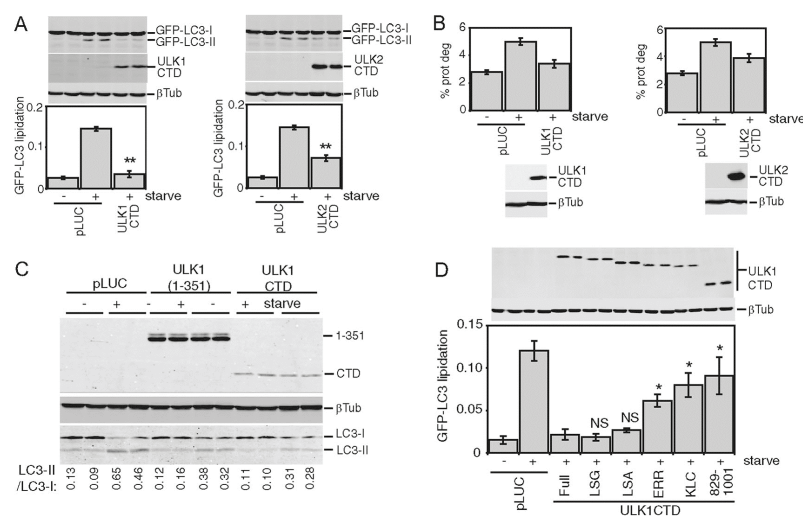 A
GFP-LC3-I
GFP-LC3-II
ULK1
CTD
βTub
GFP-LC3 lipidation
0.2
0.1
0
**
- + + starve
pLUC
ULK1
CTD
GFP-LC3-I
GFP-LC3-II
ULK2
CTD
βTub
GFP-LC3 lipidation
0.2
0.1
0
**
- + + starve
pLUC
ULK2
CTD
B
% prot deg
6
4
2
0
- + + starve
pLUC
ULK1
CTD
ULK1
CTD
βTub
% prot deg
6
4
2
0
- + + starve
pLUC
ULK2
CTD
ULK2
CTD
βTub
C
pLUC
ULK1
(1-351)
ULK1
CTD
- + - + - + starve
1-351
CTD
βTub
LC3-I
LC3-II
LC3-II
/LC3-I:
0.13 0.09 0.65 0.46 0.12 0.16 0.38 0.32 0.11 0.10 0.31 0.28
D
ULK1
CTD
βTub
GFP-LC3 lipidation
0.15
0.10
0.05
0
NS NS * * *
- + + + + + + + starve
pLUC
Full
LSG
LSA
ERR
KLC
829-
1001
ULK1CTD